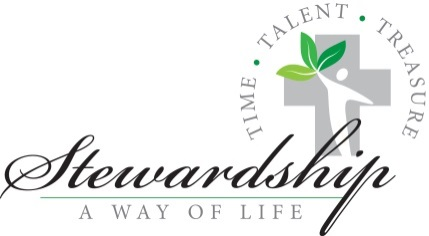 TIME • TALENT • TREASURE
Stewardship
A WAY OF LIFE